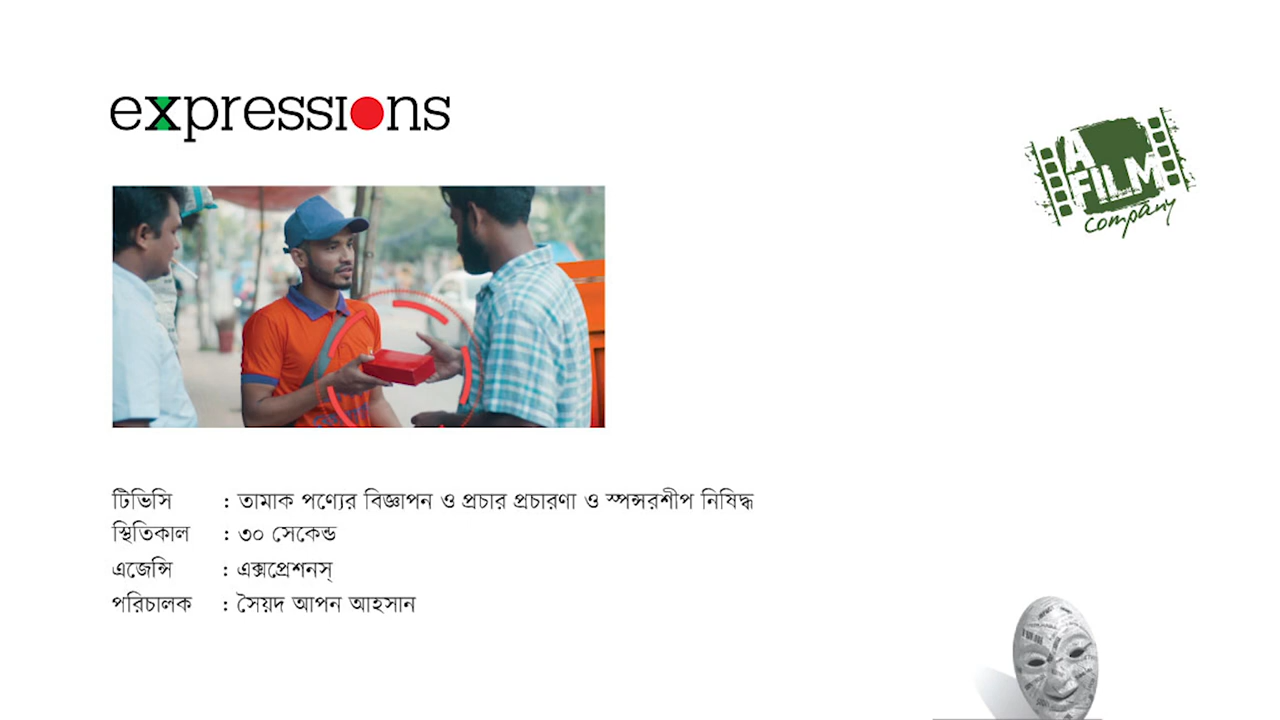 expressions
A
FILM
company
টিভিসি : তামাক পণ্যের বিজ্ঞাপন ও প্রচার প্রচারণা ও স্পন্সরশীপ নিষিদ্ধ
স্থিতিকাল : ৩০ সেকেন্ড
এজেন্সি : এক্সপ্রেশনস্
পরিচালক : সৈয়দ আপন আহসান